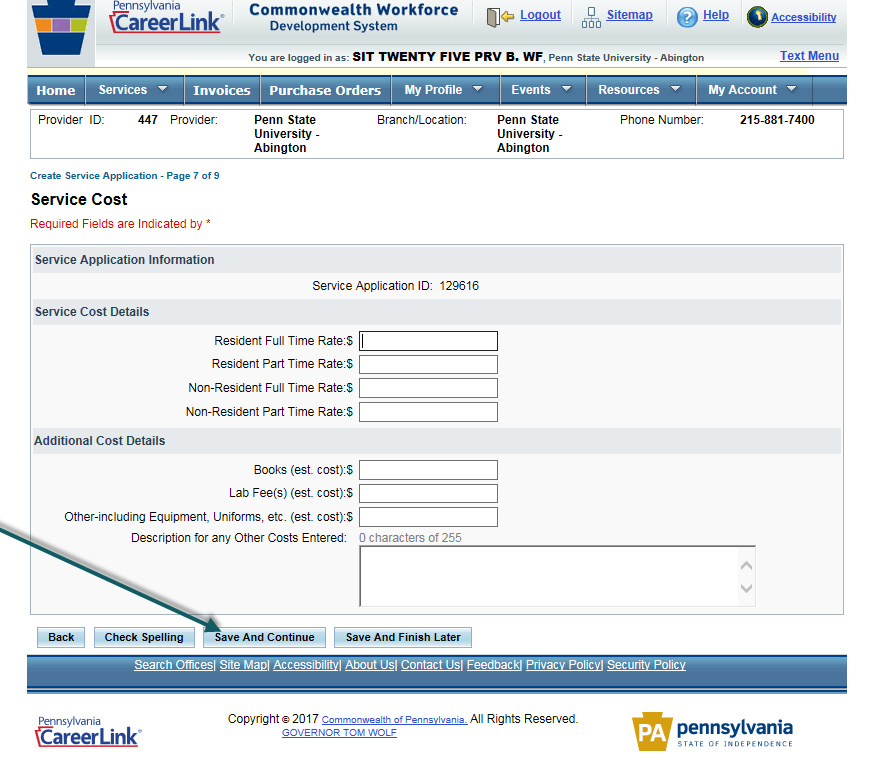 Pennsylvania
CareerLink®
Commonwealth Workforce
Development System
Logout
Sitemap
Help
Accessibility
You are logged in as: SIT TWENTY FIVE PRV B. WF, Penn State University - Abington
Text Menu
Home Services Invoices Purchase Orders My Profile Events Resources My Account
Provider ID: 447 Provider: Penn State Branch/Location: Penn State Phone Number: 215-881-7400
University - University -
Abington Abington
Create Service Application - Page 7 of 9
Service Cost
Required Fields are Indicated by *
Service Application Information
Service Application ID: 129616
Service Cost Details
Resident Full Time Rate:$
Resident Part Time Rate:$
Non-Resident Full Time Rate:$
Non-Resident Part Time Rate:$
Additional Cost Details
Books (est. cost):$
Lab Fee(s) (est. cost):$
Other-including Equipment, Uniforms, etc. (est. cost):$
Description for any Other Costs Entered: 0 characters of 255
Back Check Spelling Save And Continue Save And Finish Later
Search Offices| Site Map| Accessibility| About Us| Contact Us| Feedback| Privacy Policy| Security Policy
Pennsylvania
CareerLink®
Copyright © 2017 Commonwealth of Pennsylvania. All Rights Reserved.
GOVERNOR TOM WOLF
PA pennsylvania
STATE OF INDEPENDENCE